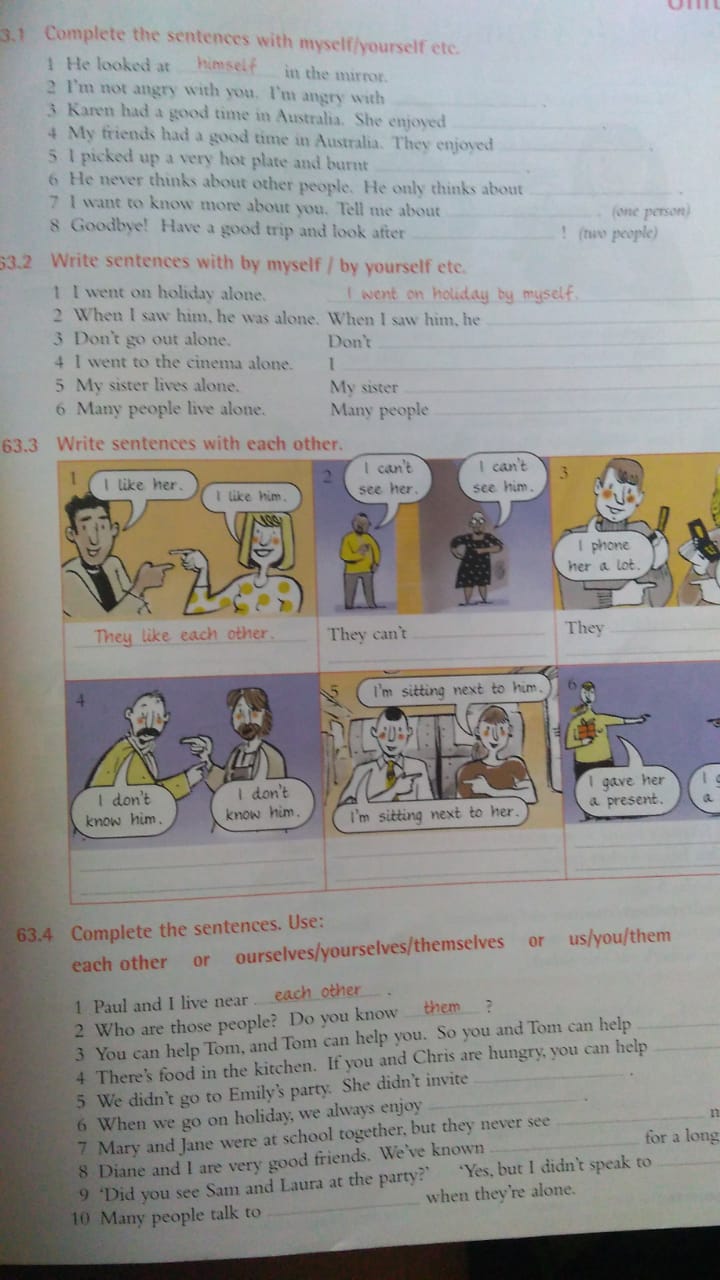 3.1 Complete the sentences with myself/yourself etc.
1 He looked at himself in the mirror.
2 I'm not angry with you. I'm angry with .
3 Karen had a good time in Australia. She enjoyed .
4 My friends had a good time in Australia. They enjoyed .
5 I picked up a very hot plate and burnt .
6 He never thinks about other people. He only thinks about .
7 I want to know more about you. Tell me about . (one person)
8 Goodbye! Have a good trip and look after ! (two people)
63.2 Write sentences with by myself / by yourself etc.
1 I went on holiday alone. I went on holiday by myself.
2 When I saw him, he was alone. When I saw him, he
3 Don't go out alone. Don't
4 I went to the cinema alone. I
5 My sister lives alone. My sister
6 Many people live alone. Many people
63.3 Write sentences with each other.
1
I like her.
I like him.
They like each other.
2
I can't
see her.
I can't
see him.
They can't
3
I phone
her a lot.
They
4
I don't
know him.
I don't
know him.
5
I'm sitting next to him.
I'm sitting next to her.
6
I gave her
a present.
I
a
63.4 Complete the sentences. Use:
each other or ourselves/yourselves/themselves or us/you/them
1 Paul and I live near each other .
2 Who are those people? Do you know them ?
3 You can help Tom, and Tom can help you. So you and Tom can help
4 There's food in the kitchen. If you and Chris are hungry, you can help
5 We didn't go to Emily's party. She didn't invite .
6 When we go on holiday, we always enjoy .
7 Mary and Jane were at school together, but they never see
8 Diane and I are very good friends. We've known for a long
9 'Did you see Sam and Laura at the party?' 'Yes, but I didn't speak to
10 Many people talk to when they're alone.